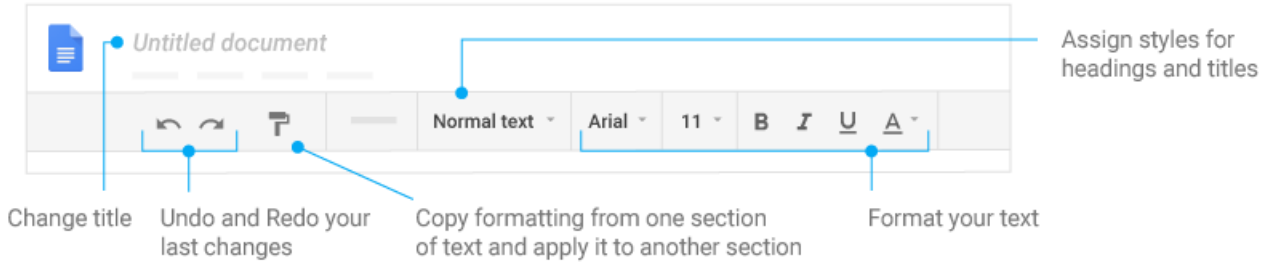 Untitled document
Assign styles for
headings and titles
Normal text
Arial
11
B
I
U
A
Change title
Undo and Redo your
last changes
Copy formatting from one section
of text and apply it to another section
Format your text